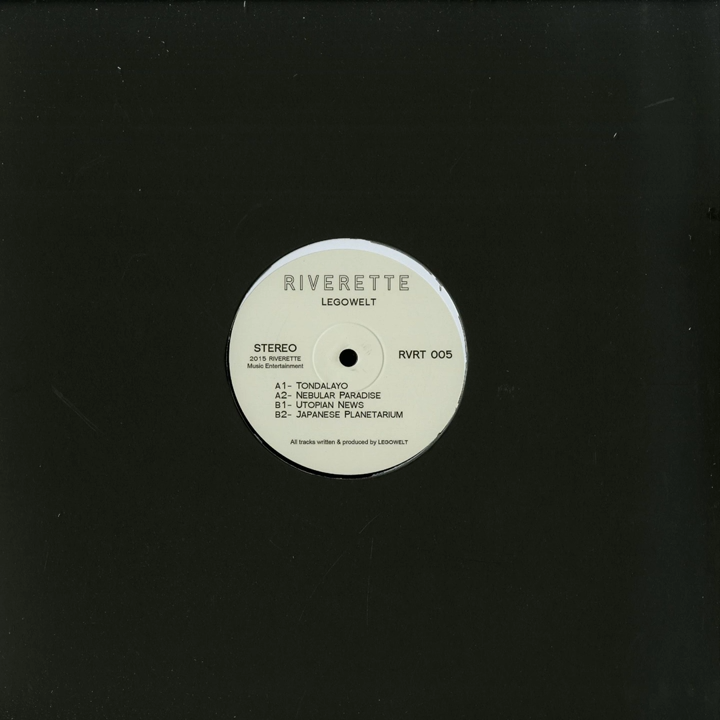 RIVERETTE
LEGOWELT
STEREO
2015 RIVERETTE
Music Entertainment
RVRT 005
A1- TONDALAYO
A2- NEBULAR PARADISE
B1- UTOPIAN NEWS
B2- JAPANESE PLANETARIUM
All tracks written & produced by LEGOWELT